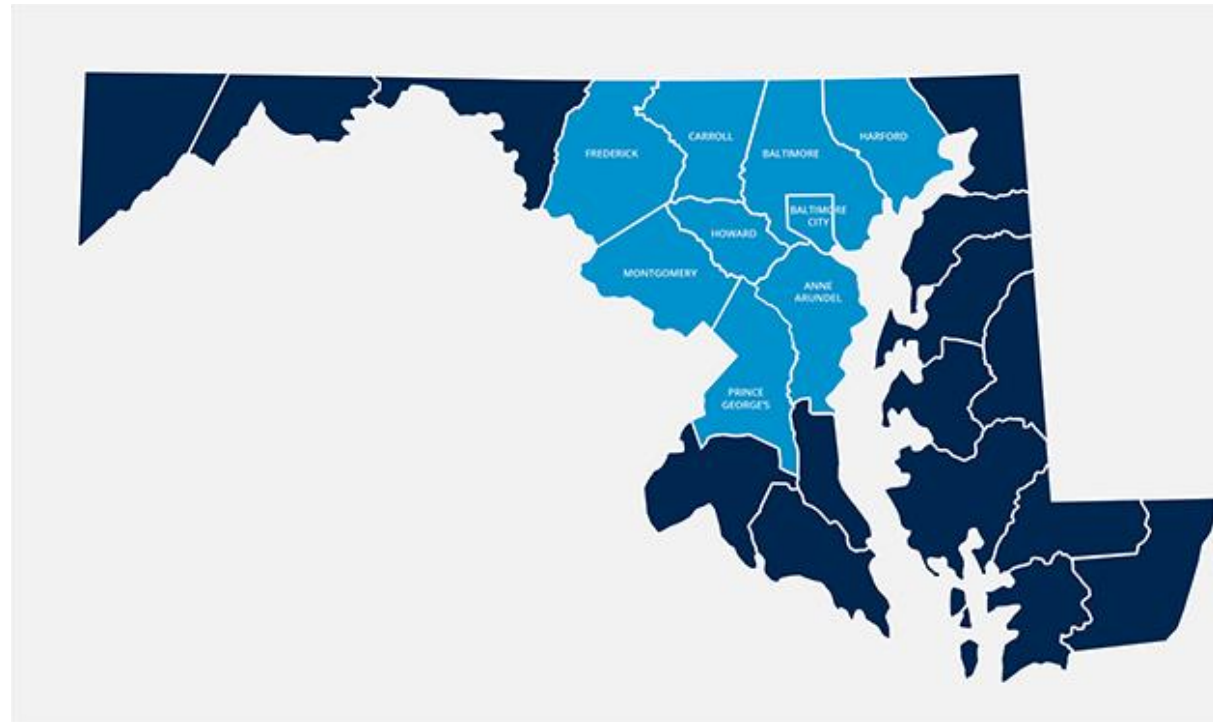 CARROLL
HARFORD
FREDERICK
BALTIMORE
BALTIMORE
CITY
HOWARD
MONTGOMERY
ANNE
ARUNDEL
PRINCE
GEORGE'S